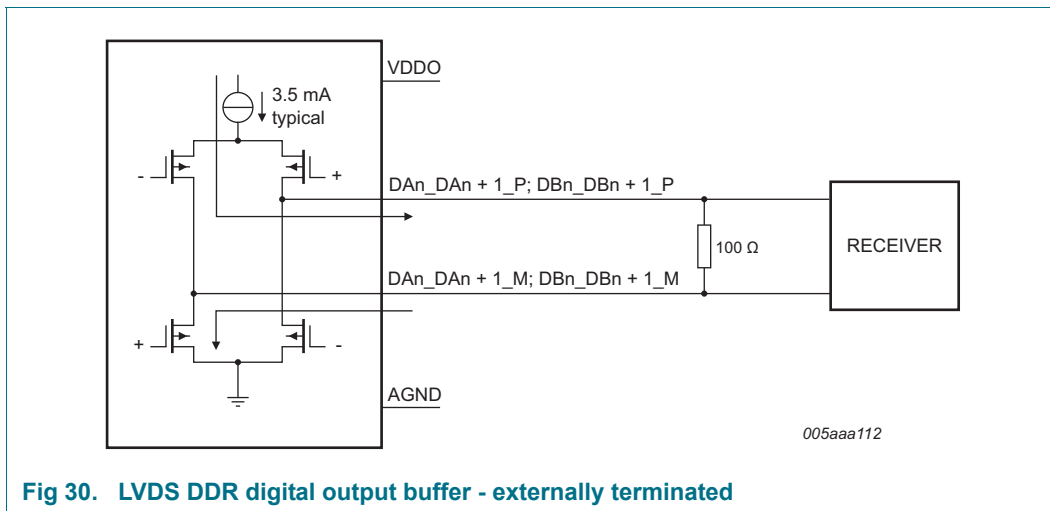 VDDO
3.5 mA
typical
-
+
DAn_DAn + 1_P; DBn_DBn + 1_P
100 Ω
RECEIVER
DAn_DAn + 1_M; DBn_DBn + 1_M
+
-
AGND
005aaa112
Fig 30. LVDS DDR digital output buffer - externally terminated